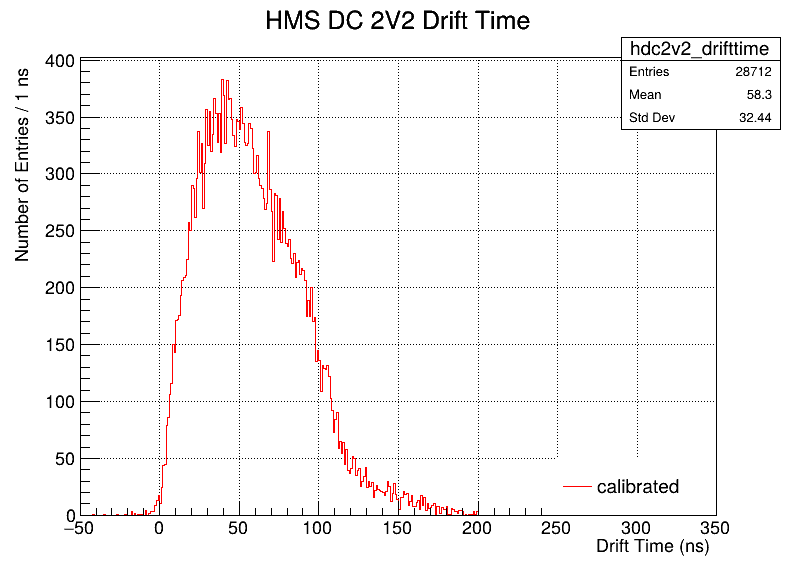 HMS DC 2V2 Drift Time
hdc2v2_drifttime
Entries 28712
Mean 58.3
Std Dev 32.44
Number of Entries / 1 ns
400
350
300
250
200
150
100
50
0
−50 0 50 100 150 200 250 300 350
Drift Time (ns)
calibrated